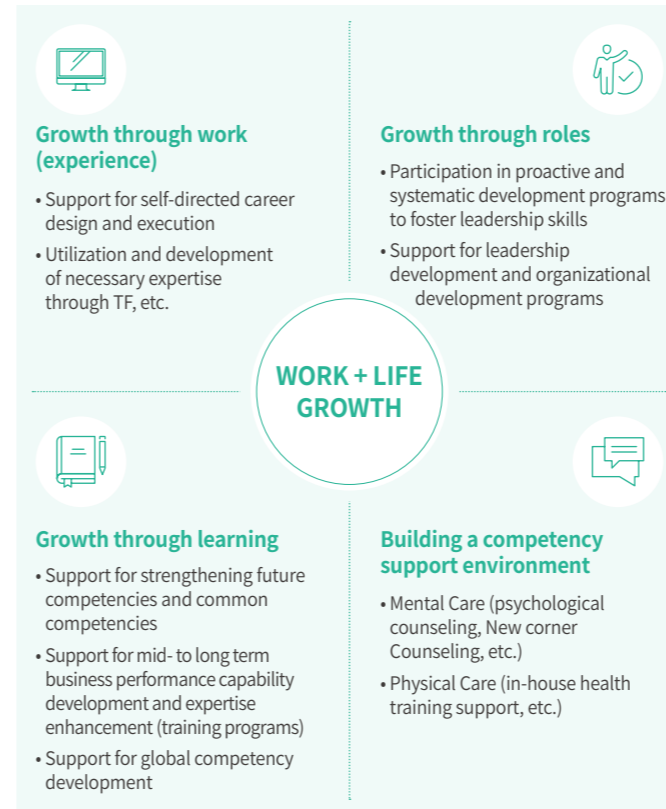 Growth through work
(experience)
• Support for self-directed career
design and execution
• Utilization and development
of necessary expertise
through TF, etc.
Growth through roles
• Participation in proactive and
systematic development programs
to foster leadership skills
• Support for leadership
development and organizational
development programs
WORK + LIFE
GROWTH
Growth through learning
• Support for strengthening future
competencies and common
competencies
• Support for mid- to long term
business performance capability
development and expertise
enhancement (training programs)
• Support for global competency
development
Building a competency
support environment
• Mental Care (psychological
counseling, New corner
Counseling, etc.)
• Physical Care (in-house health
training support, etc.)